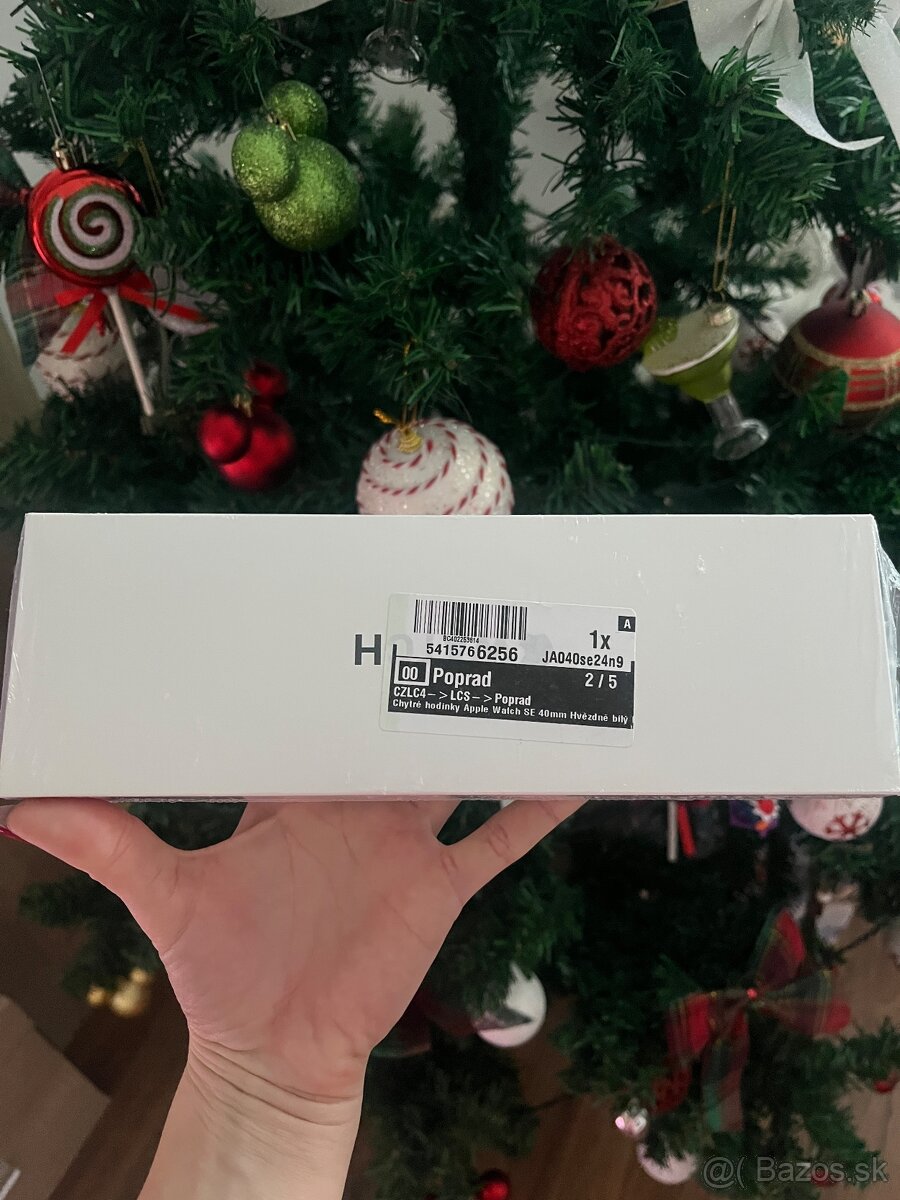 H
BC402253614
5415766256
1x
A
JA040se24n9
00 Poprad
2 / 5
CZLC4-> LCS-> Poprad
Chytré hodinky Apple Watch SE 40mm Hvězdně bílý
@( Bazos.sk